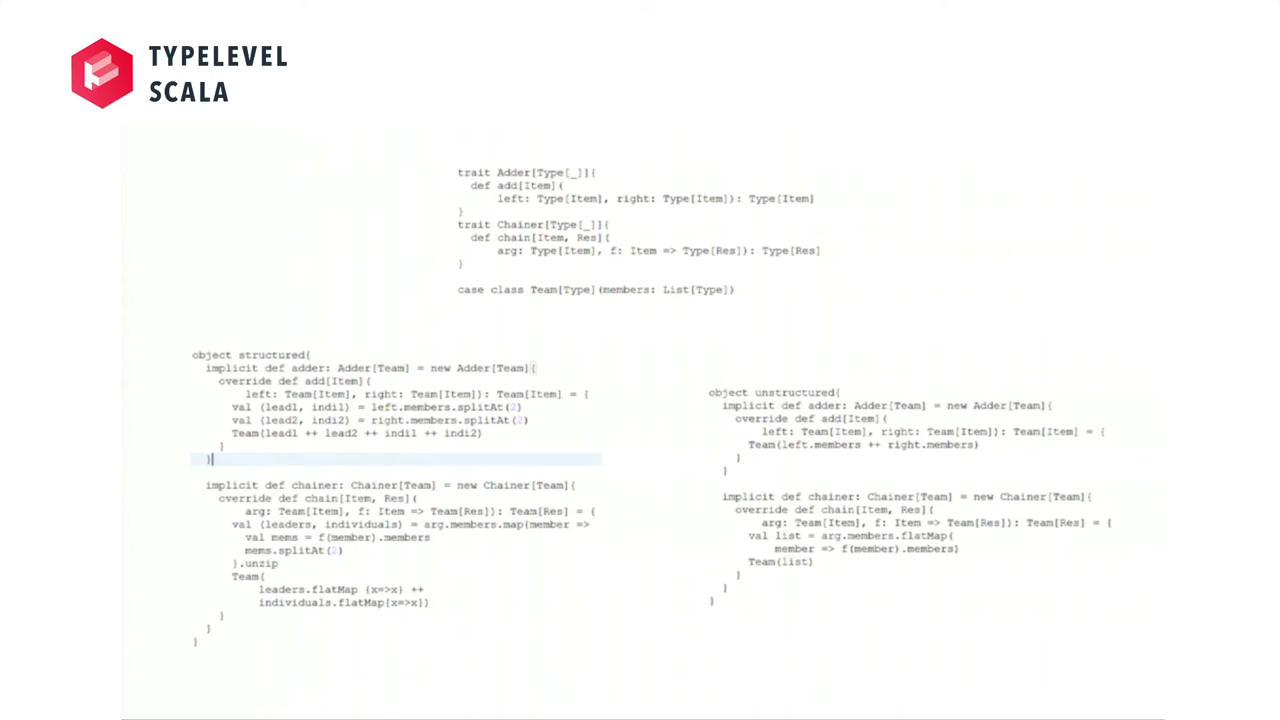 TYPELEVEL
SCALA
trait Adder[Type[_]]{
def add[Item](
left: Type[Item], right: Type[Item]): Type[Item]
}
trait Chainer[Type[_]]{
def chain[Item, Res](
arg: Type[Item], f: Item => Type[Res]): Type[Res]
}
case class Team[Type](members: List[Type])
object structured{
implicit def adder: Adder[Team] = new Adder[Team]{
override def add[Item](
left: Team[Item], right: Team[Item]): Team[Item] = {
val (lead1, indi1) = left.members.splitAt(2)
val (lead2, indi2) = right.members.splitAt(2)
Team(lead1 ++ lead2 ++ indi1 ++ indi2)
}
}
implicit def chainer: Chainer[Team] = new Chainer[Team]{
override def chain[Item, Res](
arg: Team[Item], f: Item => Team[Res]): Team[Res] = {
val (leaders, individuals) = arg.members.map(member =>
val mems = f(member).members
mems.splitAt(2)
}.unzip
Team(
leaders.flatMap {x=>x} ++
individuals.flatMap{x=>x})
}
}
}
object unstructured{
implicit def adder: Adder[Team] = new Adder[Team]{
override def add[Item](
left: Team[Item], right: Team[Item]): Team[Item] = {
Team(left.members ++ right.members)
}
}
implicit def chainer: Chainer[Team] = new Chainer[Team]{
override def chain[Item, Res](
arg: Team[Item], f: Item => Team[Res]): Team[Res] = {
val list = arg.members.flatMap(
member => f(member).members)
Team(list)
}
}
}